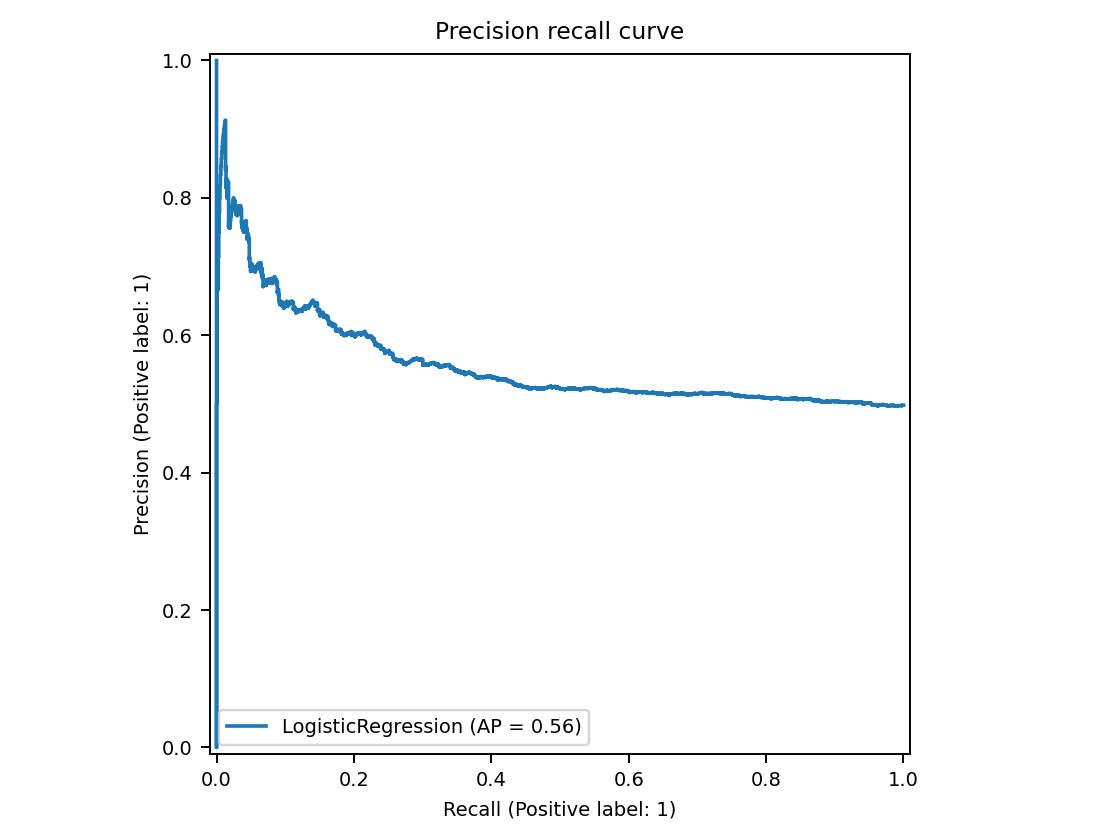 Precision recall curve
1.0
0.8
0.6
0.4
0.2
0.0
Precision (Positive label: 1)
LogisticRegression (AP = 0.56)
0.0 0.2 0.4 0.6 0.8 1.0
Recall (Positive label: 1)